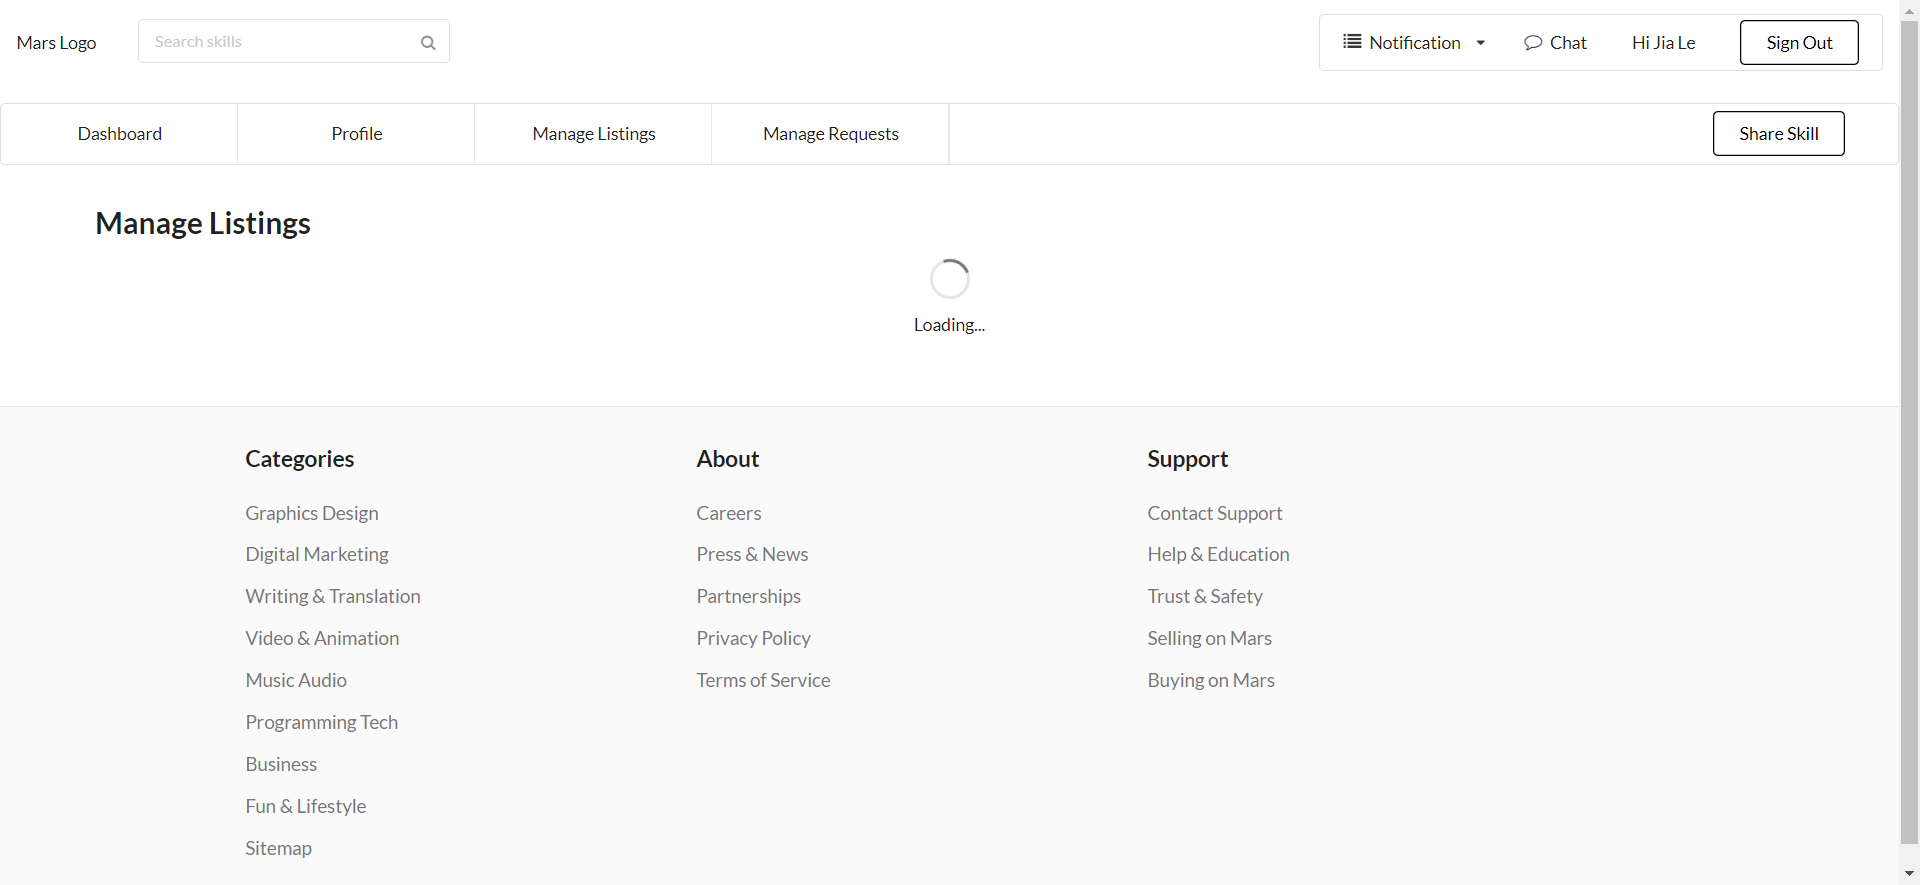 Mars Logo
Search skills
Notification
Chat
Hi Jia Le
Sign Out
Dashboard
Profile
Manage Listings
Manage Requests
Share Skill
Manage Listings
Loading...
Categories
Graphics Design
Digital Marketing
Writing & Translation
Video & Animation
Music Audio
Programming Tech
Business
Fun & Lifestyle
Sitemap
About
Careers
Press & News
Partnerships
Privacy Policy
Terms of Service
Support
Contact Support
Help & Education
Trust & Safety
Selling on Mars
Buying on Mars